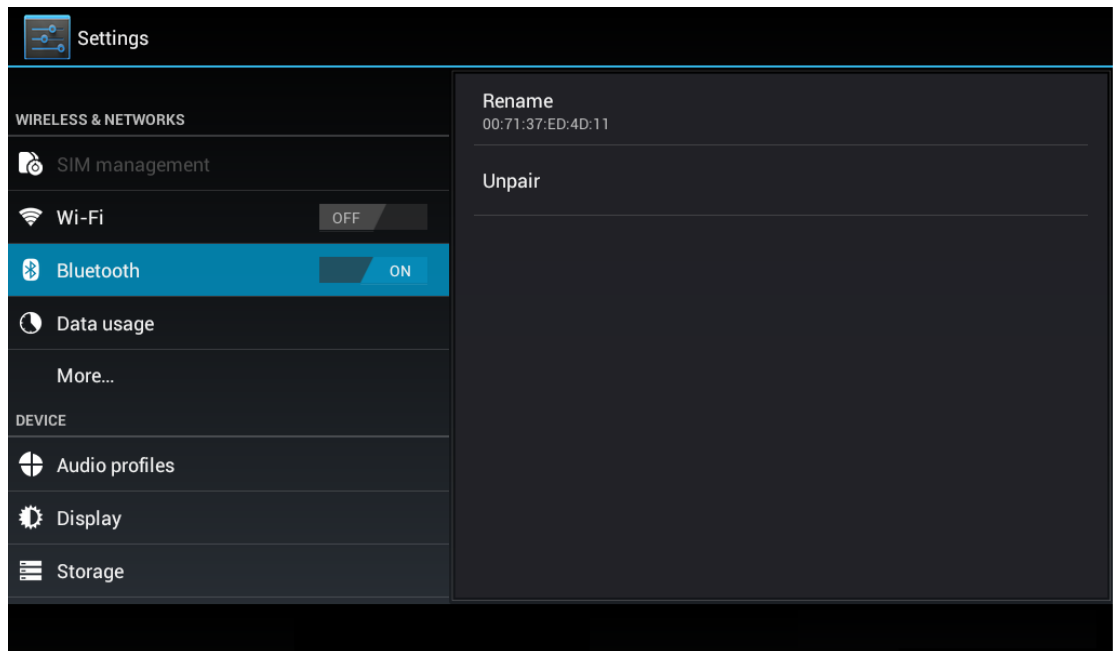 Settings
WIRELESS & NETWORKS
SIM management
Wi-Fi OFF
Bluetooth ON
Data usage
More...
DEVICE
Audio profiles
Display
Storage
Rename
00:71:37:ED:4D:11
Unpair